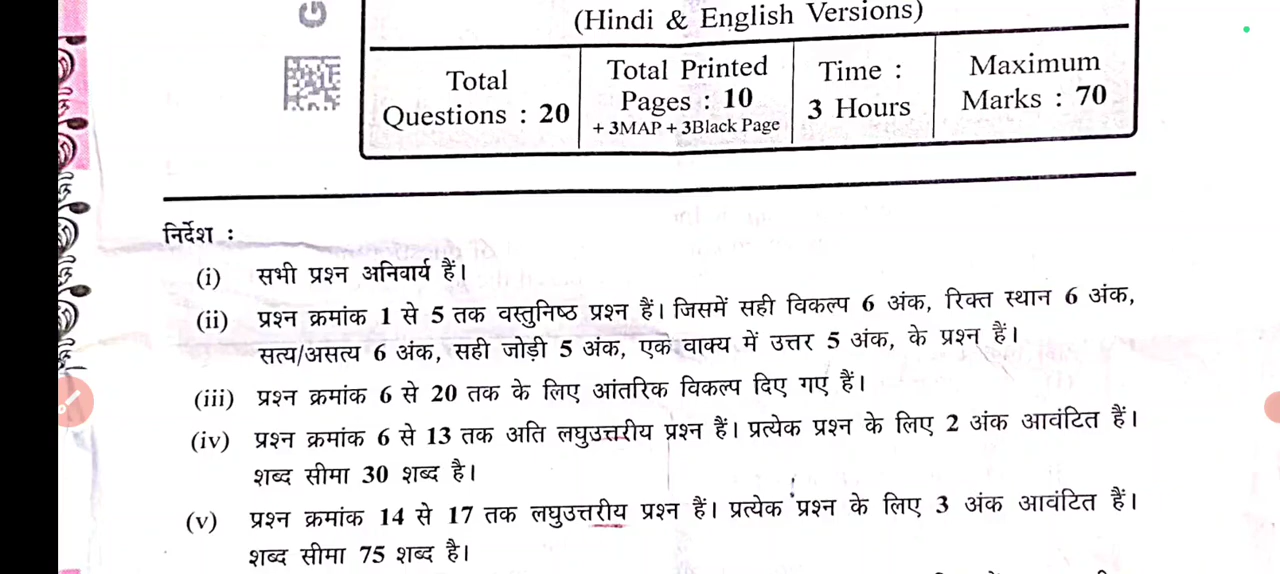 (Hindi & English Versions)
Total Questions : 20
Total Printed Pages : 10 + 3MAP + 3Black Page
Time : 3 Hours
Maximum Marks : 70
निर्देश :
(i) सभी प्रश्न अनिवार्य हैं।
(ii) प्रश्न क्रमांक 1 से 5 तक वस्तुनिष्ठ प्रश्न हैं। जिसमें सही विकल्प 6 अंक, रिक्त स्थान 6 अंक,
सत्य/असत्य 6 अंक, सही जोड़ी 5 अंक, एक वाक्य में उत्तर 5 अंक, के प्रश्न हैं।
(iii) प्रश्न क्रमांक 6 से 20 तक के लिए आंतरिक विकल्प दिए गए हैं।
(iv) प्रश्न क्रमांक 6 से 13 तक अति लघुउत्तरीय प्रश्न हैं। प्रत्येक प्रश्न के लिए 2 अंक आवंटित हैं।
शब्द सीमा 30 शब्द है।
(v) प्रश्न क्रमांक 14 से 17 तक लघुउत्तरीय प्रश्न हैं। प्रत्येक प्रश्न के लिए 3 अंक आवंटित हैं।
शब्द सीमा 75 शब्द है।